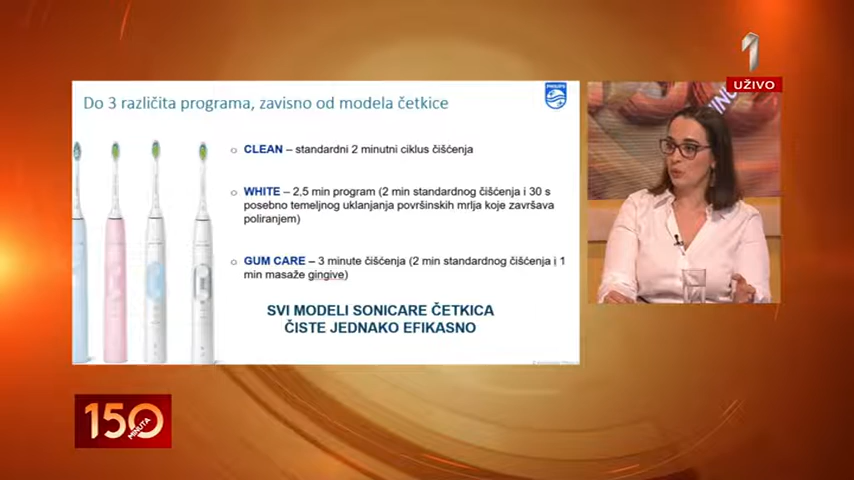 1
UŽIVO
Do 3 različita programa, zavisno od modela četkice
PHILIPS
CLEAN – standardni 2 minutni ciklus čišćenja
WHITE – 2,5 min program (2 min standardnog čišćenja i 30 s
posebno temeljnog uklanjanja površinskih mrlja koje završava
poliranjem)
GUM CARE – 3 minute čišćenja (2 min standardnog čišćenja i 1
min masaže gingive)
SVI MODELI SONICARE ČETKICA
ČISTE JEDNAKO EFIKASNO
150
MINUTA